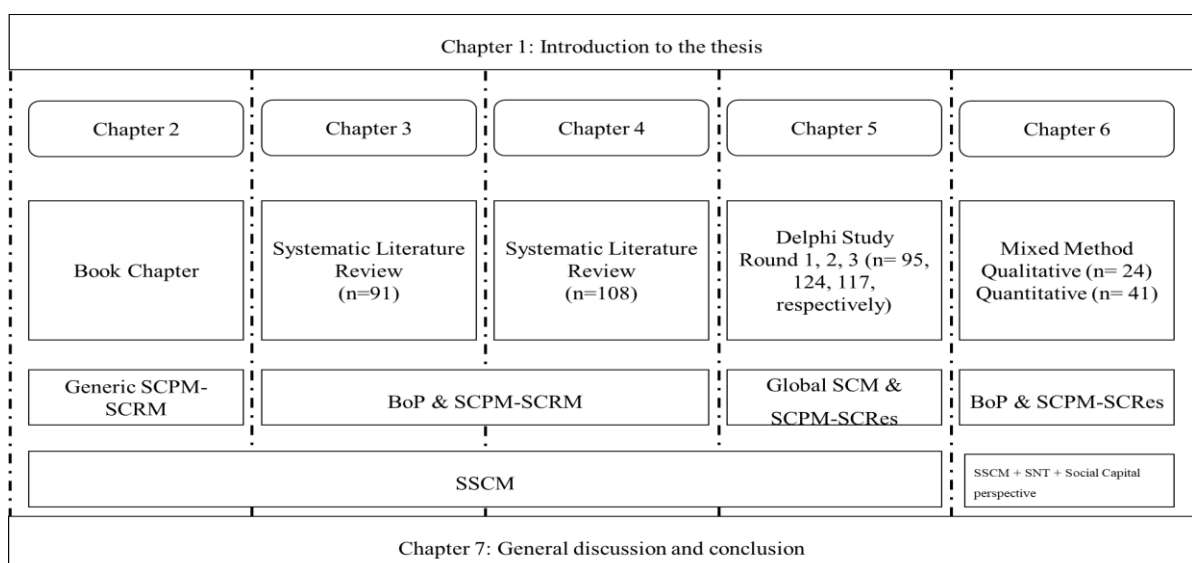 Chapter 1: Introduction to the thesis
Chapter 2
Chapter 3
Chapter 4
Chapter 5
Chapter 6
Book Chapter
Systematic Literature
Review
(n=91)
Systematic Literature
Review
(n=108)
Delphi Study
Round 1, 2, 3 (n= 95,
124, 117,
respectively)
Mixed Method
Qualitative (n= 24)
Quantitative (n= 41)
Generic SCPM-
SCRM
BoP & SCPM-SCRM
Global SCM &
SCPM-SCRes
BoP & SCPM-SCRes
SSCM
SSCM + SNT + Social Capital
perspective
Chapter 7: General discussion and conclusion